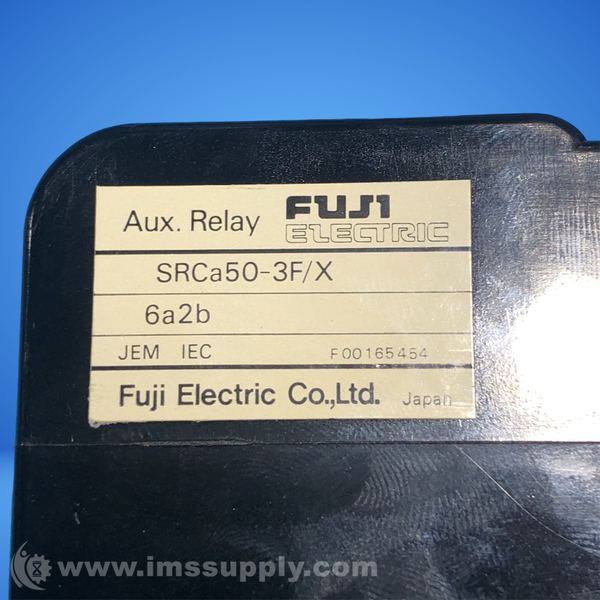 Aux. Relay FUJI
ELECTRIC
SRCa50-3F/X
6a2b
JEM IEC F00165454
Fuji Electric Co.,Ltd. Japan
www.imssupply.com